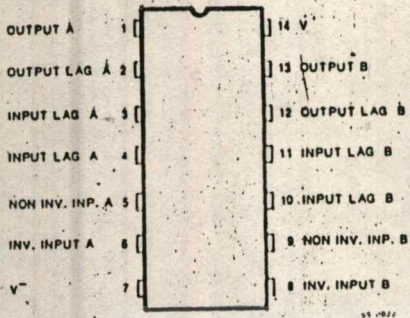 OUTPUT A 1
14 V
OUTPUT LAG A 2
13 OUTPUT B
INPUT LAG A 3
12 OUTPUT LAG B
INPUT LAG A 4
11 INPUT LAG B
NON INV. INP. A 5
10 INPUT LAG B
INV. INPUT A 6
9 NON INV. INP. B
V- 7
8 INV. INPUT B